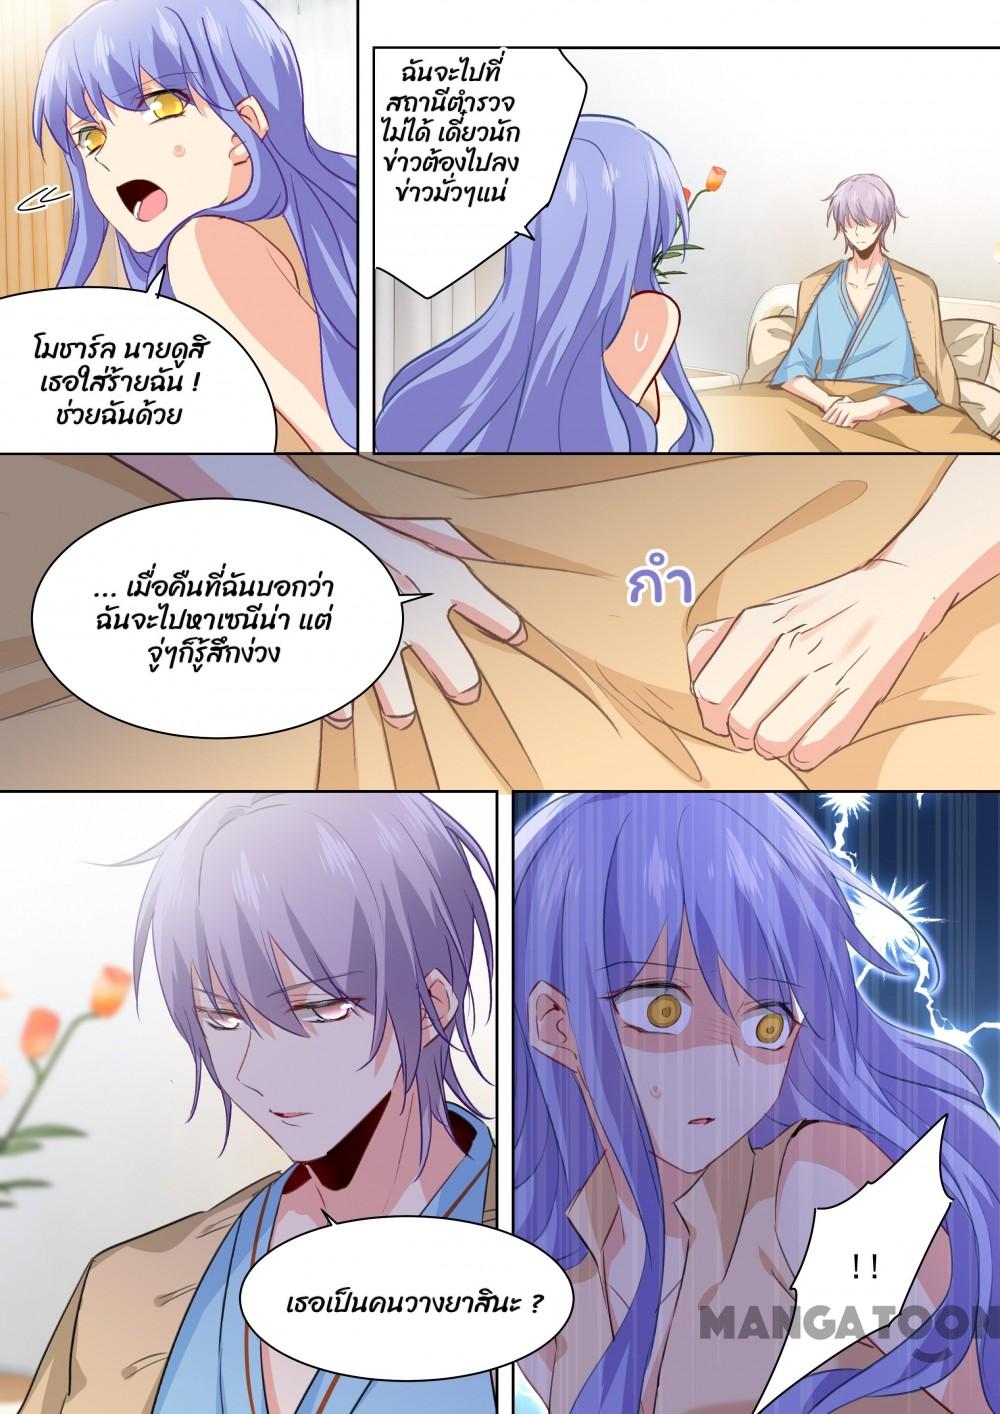 โมชาร์ล นายดูสิ
เธอใส่ร้ายฉัน !
ช่วยฉันด้วย
ฉันจะไปที่
สถานีตำรวจ
ไม่ได้ เดี๋ยวนัก
ข่าวต้องไปลง
ข่าวมั่วๆแน่
... เมื่อคืนที่ฉันบอกว่า
ฉันจะไปหาเซนีน่า แต่
จู่ๆก็รู้สึกง่วง
กำ
เธอเป็นคนวางยาสินะ ?
!!
MANGATOON